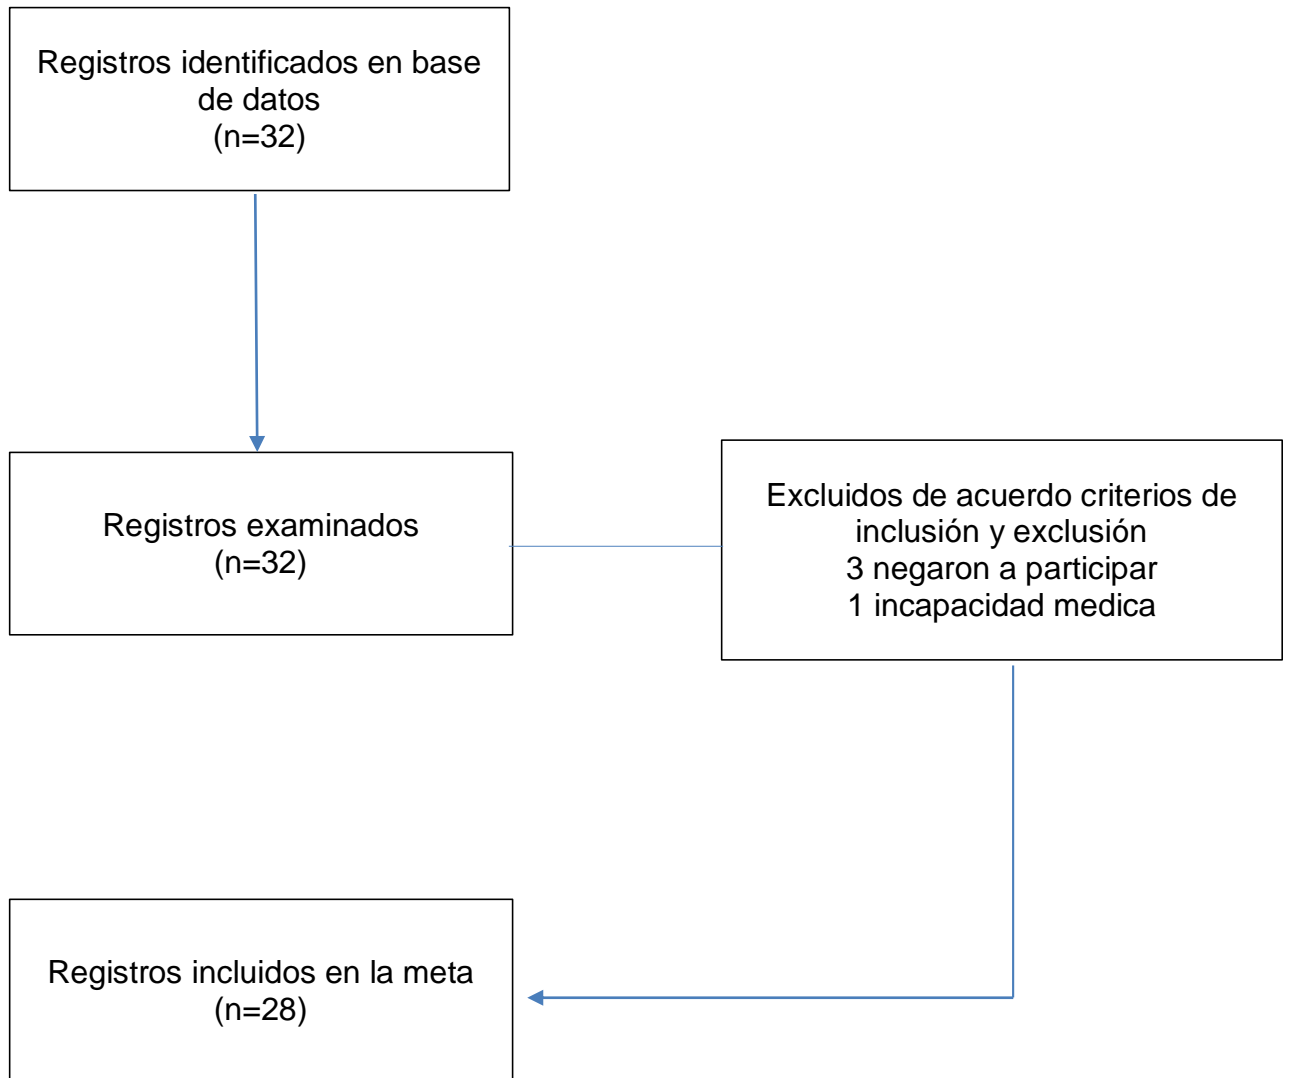 Registros identificados en base
de datos
(n=32)
Registros examinados
(n=32)
Excluidos de acuerdo criterios de
inclusión y exclusión
3 negaron a participar
1 incapacidad medica
Registros incluidos en la meta
(n=28)